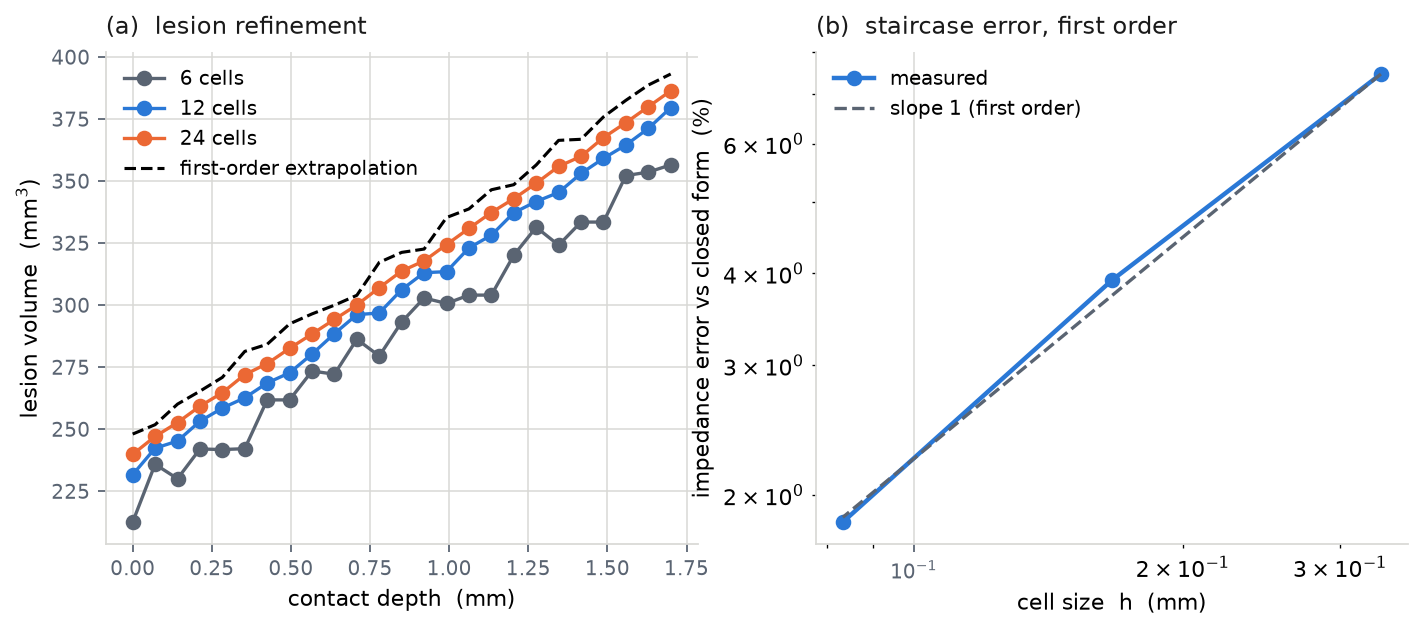 (a)  lesion refinement
400
375
350
325
300
275
250
225
lesion volume  (mm³)
6 cells
12 cells
24 cells
first-order extrapolation
0.00 0.25 0.50 0.75 1.00 1.25 1.50 1.75
contact depth  (mm)
(b)  staircase error, first order
impedance error vs closed form  (%)
6 × 10⁰
4 × 10⁰
3 × 10⁰
2 × 10⁰
measured
slope 1 (first order)
10⁻¹ 2 × 10⁻¹ 3 × 10⁻¹
cell size  h  (mm)